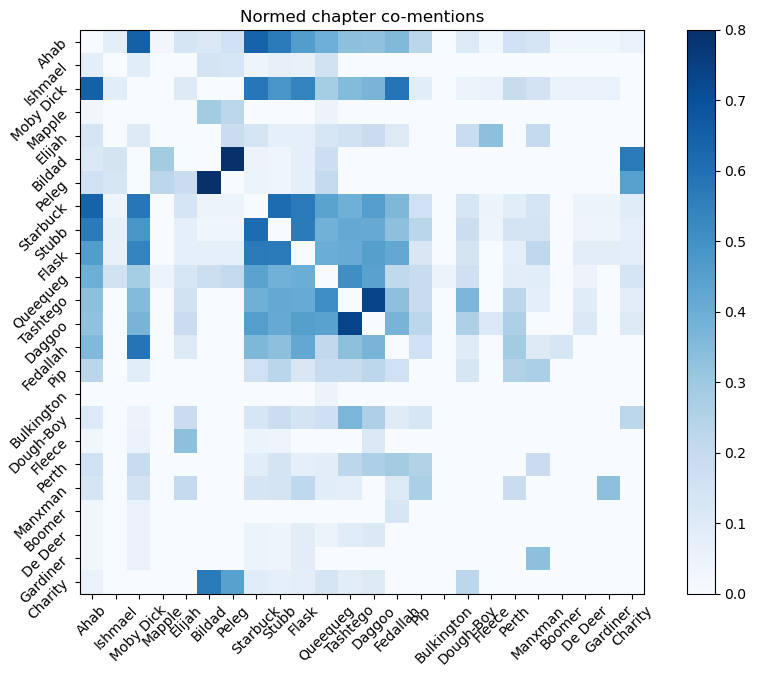 Normed chapter co-mentions
Ahab
Ishmael
Moby Dick
Mapple
Elijah
Bildad
Peleg
Starbuck
Stubb
Flask
Queequeg
Tashtego
Daggoo
Fedallah
Pip
Bulkington
Dough-Boy
Fleece
Perth
Manxman
Boomer
De Deer
Gardiner
Charity
Ahab
Ishmael
Moby Dick
Mapple
Elijah
Bildad
Peleg
Starbuck
Stubb
Flask
Queequeg
Tashtego
Daggoo
Fedallah
Pip
Bulkington
Dough-Boy
Fleece
Perth
Manxman
Boomer
De Deer
Gardiner
Charity
0.8
0.7
0.6
0.5
0.4
0.3
0.2
0.1
0.0